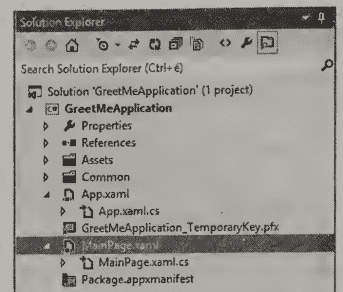 Solution Explorer
Search Solution Explorer (Ctrl+€)
Solution 'GreetMeApplication' (1 project)
GreetMeApplication
Properties
References
Assets
Common
App.xaml
App.xaml.cs
GreetMeApplication_TemporaryKey.pfx
MainPage.xaml
MainPage.xaml.cs
Package.appxmanifest